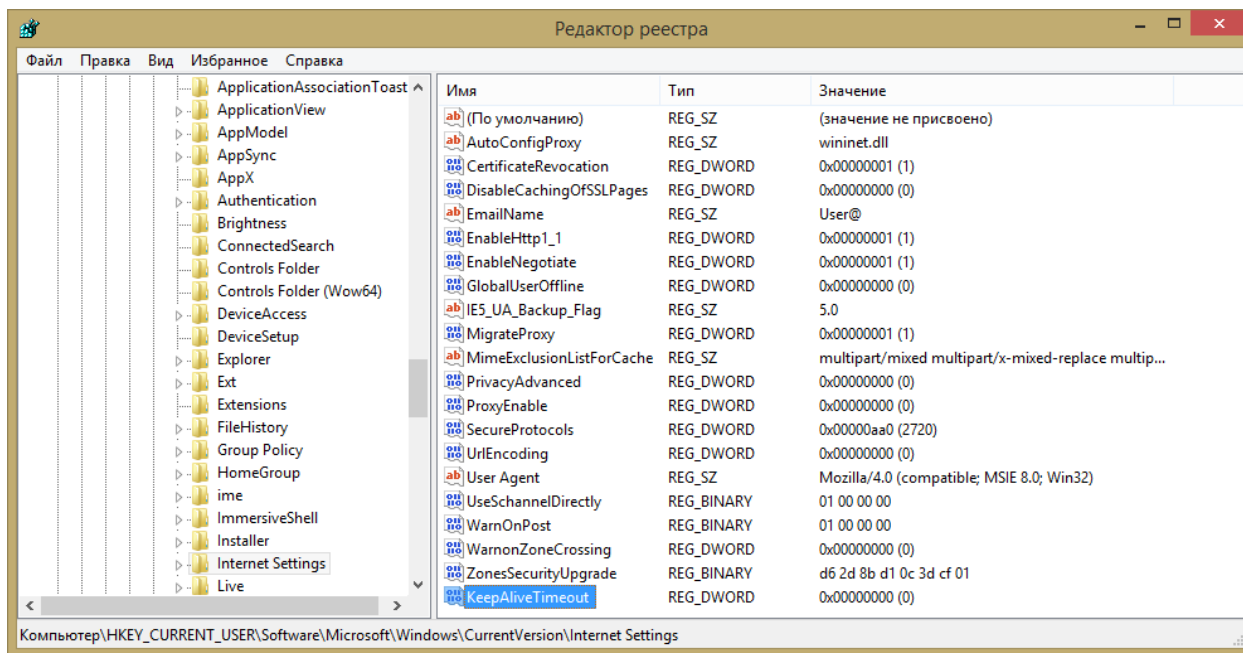 Редактор реестра
Файл Правка Вид Избранное Справка
ApplicationAssociationToast
ApplicationView
AppModel
AppSync
AppX
Authentication
Brightness
ConnectedSearch
Controls Folder
Controls Folder (Wow64)
DeviceAccess
DeviceSetup
Explorer
Ext
Extensions
FileHistory
Group Policy
HomeGroup
ime
ImmersiveShell
Installer
Internet Settings
Live
Имя Тип Значение
(По умолчанию) REG_SZ (значение не присвоено)
AutoConfigProxy REG_SZ wininet.dll
CertificateRevocation REG_DWORD 0x00000001 (1)
DisableCachingOfSSLPages REG_DWORD 0x00000000 (0)
EmailName REG_SZ User@
EnableHttp1_1 REG_DWORD 0x00000001 (1)
EnableNegotiate REG_DWORD 0x00000001 (1)
GlobalUserOffline REG_DWORD 0x00000000 (0)
IE5_UA_Backup_Flag REG_SZ 5.0
MigrateProxy REG_DWORD 0x00000001 (1)
MimeExclusionListForCache REG_SZ multipart/mixed multipart/x-mixed-replace multip...
PrivacyAdvanced REG_DWORD 0x00000000 (0)
ProxyEnable REG_DWORD 0x00000000 (0)
SecureProtocols REG_DWORD 0x00000aa0 (2720)
UrlEncoding REG_DWORD 0x00000000 (0)
User Agent REG_SZ Mozilla/4.0 (compatible; MSIE 8.0; Win32)
UseSchannelDirectly REG_BINARY 01 00 00 00
WarnOnPost REG_BINARY 01 00 00 00
WarnonZoneCrossing REG_DWORD 0x00000000 (0)
ZonesSecurityUpgrade REG_BINARY d6 2d 8b d1 0c 3d cf 01
KeepAliveTimeout REG_DWORD 0x00000000 (0)
Компьютер\HKEY_CURRENT_USER\Software\Microsoft\Windows\CurrentVersion\Internet Settings